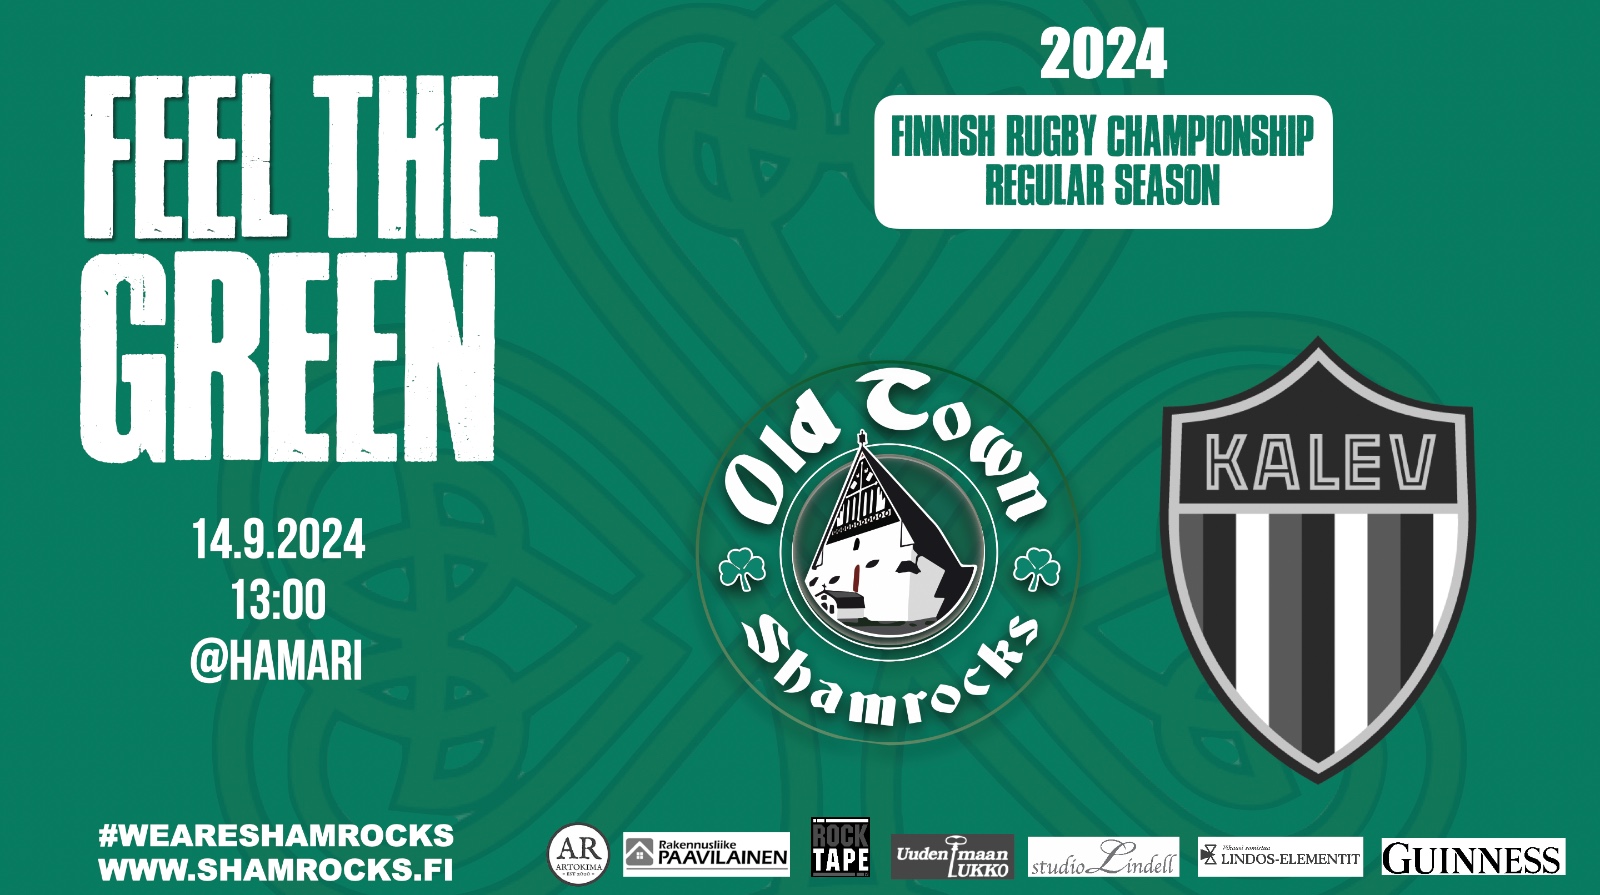 FEEL THE
GREEN
14.9.2024
13:00
@HAMARI
#WEARESHAMROCKS
WWW.SHAMROCKS.FI
2024
FINNISH RUGBY CHAMPIONSHIP
REGULAR SEASON
Old Town
Shamrocks
KALEV
AR
ARTOKIMA
Rakennusliike
PAAVILAINEN
ROCK
TAPE
Uudenmaan
LUKKO
studio Lindell
LINDOS-ELEMENTIT
GUINNESS